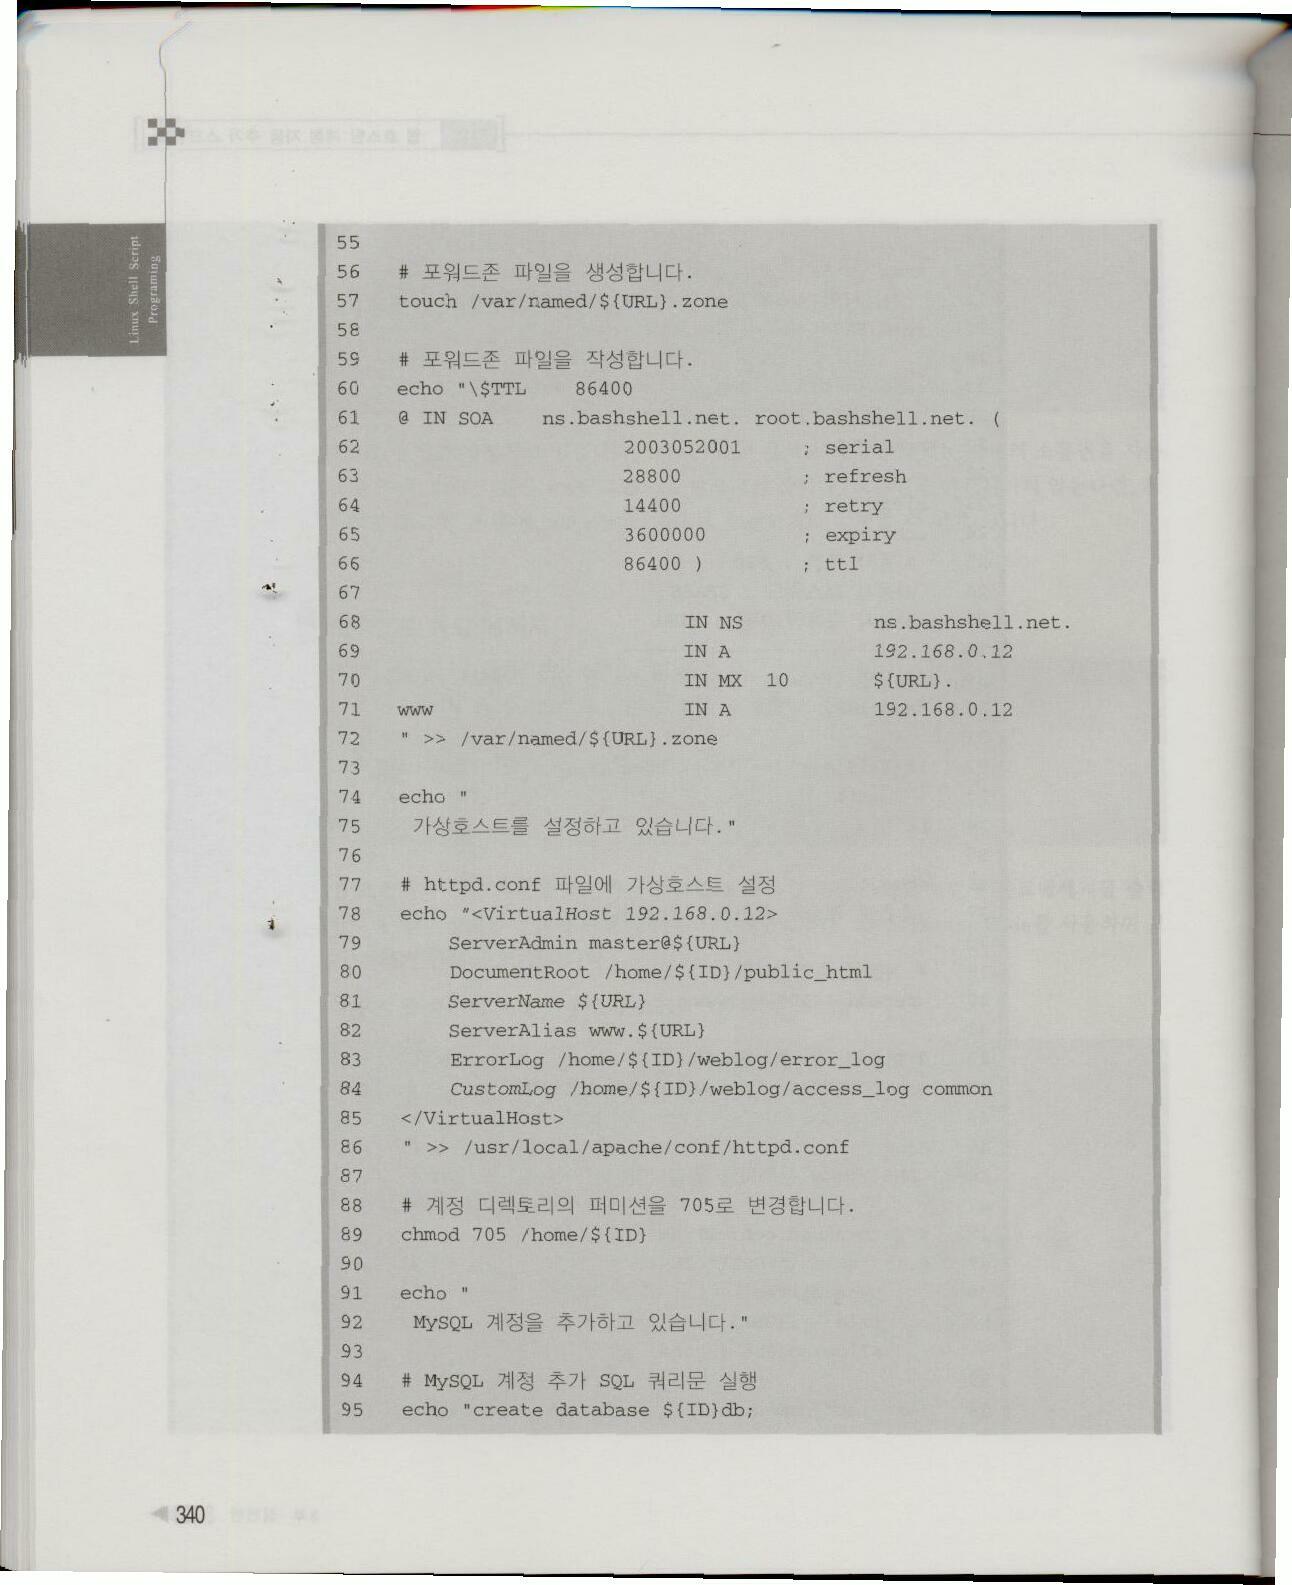 Linux Shell Script
Programing
55
56 # 포워드존 파일을 생성합니다.
57 touch /var/named/${URL}.zone
58
59 # 포워드존 파일을 작성합니다.
60 echo "\$TTL 86400
61 @ IN SOA ns.bashshell.net. root.bashshell.net. (
62 2003052001 ; serial
63 28800 ; refresh
64 14400 ; retry
65 3600000 ; expiry
66 86400 ) ; ttl
67
68 IN NS ns.bashshell.net.
69 IN A 192.168.0.12
70 IN MX 10 ${URL}.
71 www IN A 192.168.0.12
72 " >> /var/named/${URL}.zone
73
74 echo "
75 가상호스트를 설정하고 있습니다."
76
77 # httpd.conf 파일에 가상호스트 설정
78 echo "<VirtualHost 192.168.0.12>
79 ServerAdmin master@${URL}
80 DocumentRoot /home/${ID}/public_html
81 ServerName ${URL}
82 ServerAlias www.${URL}
83 ErrorLog /home/${ID}/weblog/error_log
84 CustomLog /home/${ID}/weblog/access_log common
85 </VirtualHost>
86 " >> /usr/local/apache/conf/httpd.conf
87
88 # 계정 디렉토리의 퍼미션을 705로 변경합니다.
89 chmod 705 /home/${ID}
90
91 echo "
92 MySQL 계정을 추가하고 있습니다."
93
94 # MySQL 계정 추가 SQL 쿼리문 실행
95 echo "create database ${ID}db;
340